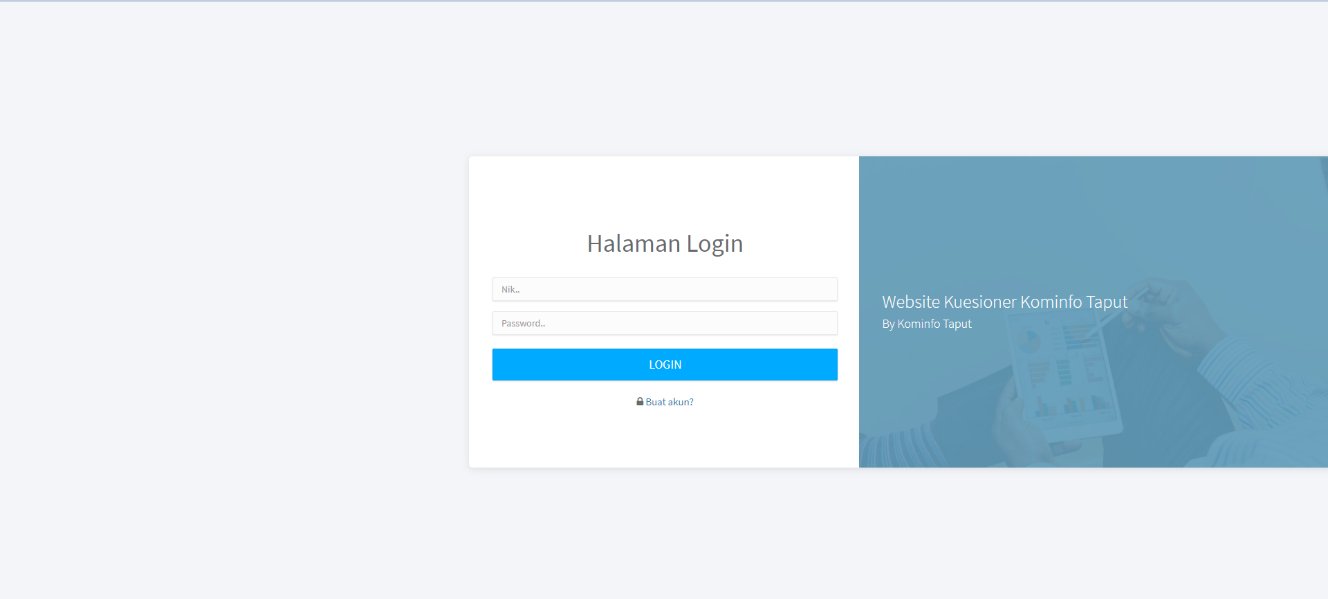 Halaman Login
Nik..
Password..
LOGIN
Buat akun?
Website Kuesioner Kominfo Taput
By Kominfo Taput